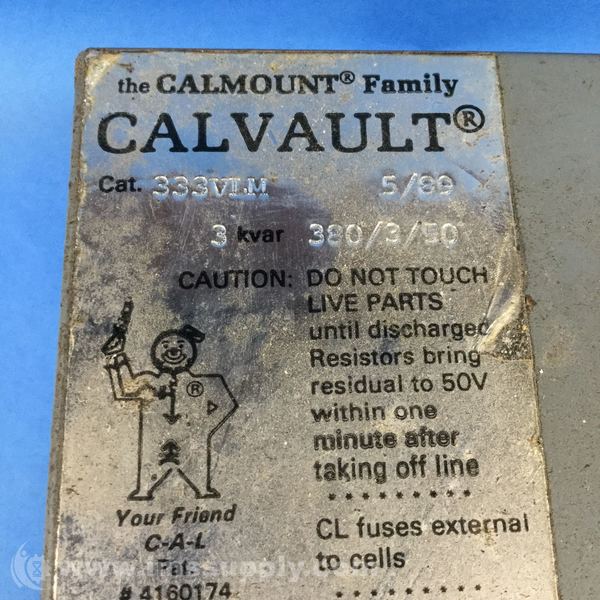 the CALMOUNT® Family
CALVAULT®
Cat. 333VLM 5/89
3 kvar 380/3/50
CAUTION: DO NOT TOUCH
LIVE PARTS
until discharged
Resistors bring
residual to 50V
within one
minute after
taking off line
®
Your Friend
C-A-L
Pat.
# 4160174
CL fuses external
to cells